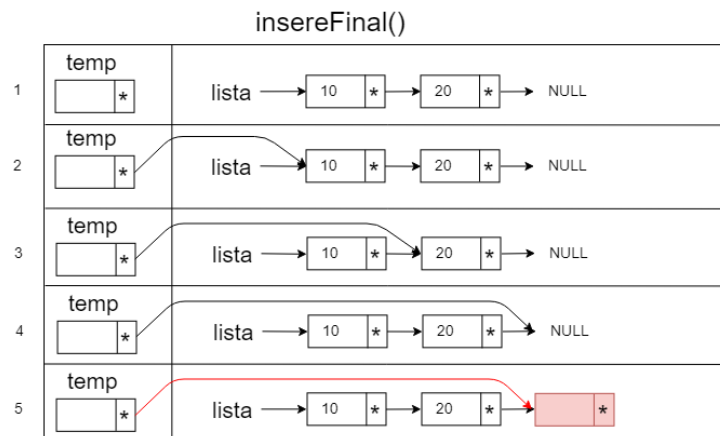 insereFinal()
temp
1 * lista 10 * 20 * NULL
temp
2 * lista 10 * 20 * NULL
temp
3 * lista 10 * 20 * NULL
temp
4 * lista 10 * 20 * NULL
temp
5 * lista 10 * 20 * *